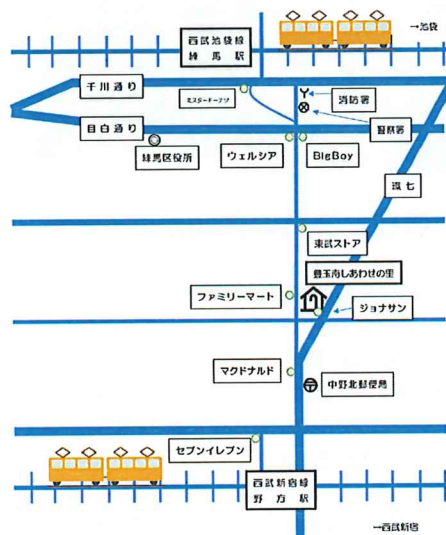 →池袋
西武池袋線
練馬駅
千川通り
ミスタードーナツ
消防署
目白通り
練馬区役所
ウェルシア
BigBoy
警察署
環七
東武ストア
豊玉南しあわせの里
ファミリーマート
ジョナサン
マクドナルド
中野北郵便局
セブンイレブン
西武新宿線
野方駅
→西武新宿